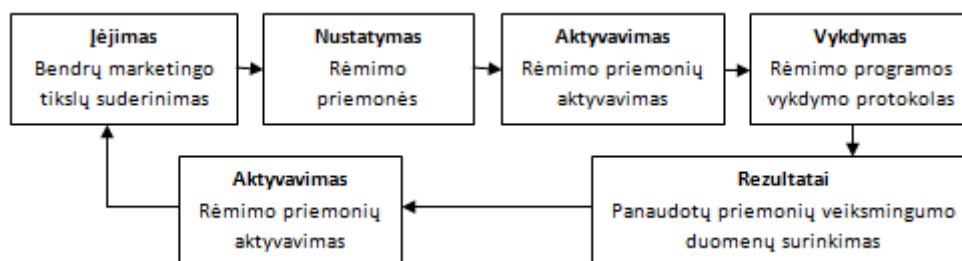 Įėjimas
Bendrų marketingo
tikslų suderinimas
Nustatymas
Rėmimo
priemonės
Aktyvavimas
Rėmimo priemonių
aktyvavimas
Vykdymas
Rėmimo programos
vykdymo protokolas
Rezultatai
Panaudotų priemonių veiksmingumo
duomenų surinkimas
Aktyvavimas
Rėmimo priemonių
aktyvavimas